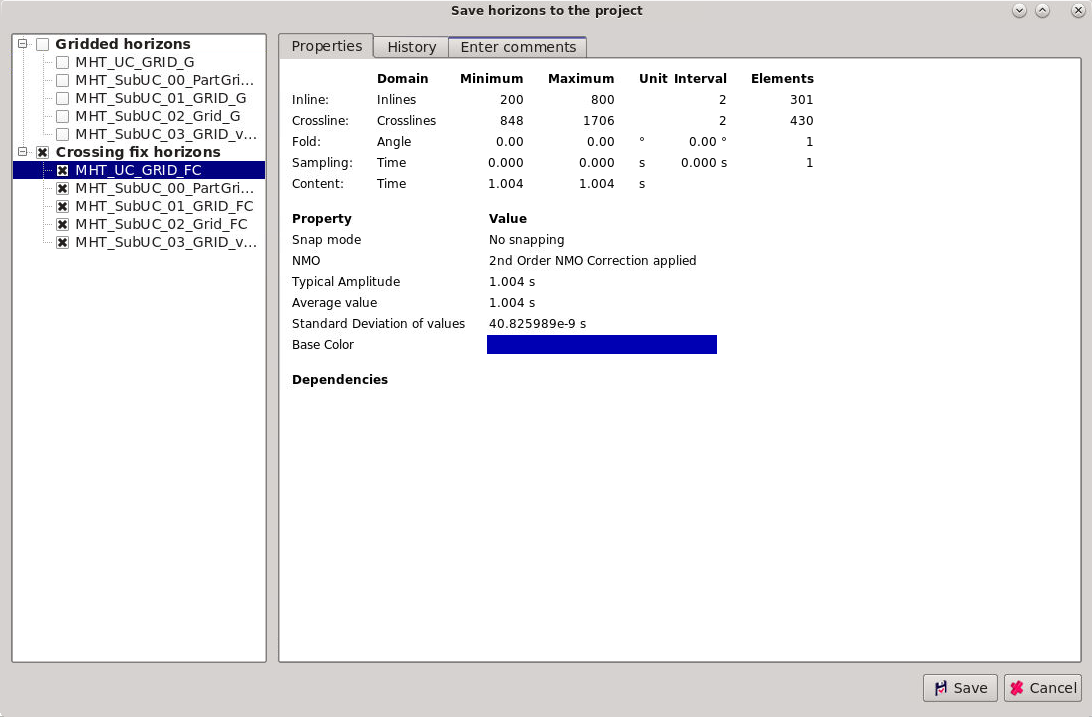 Save horizons to the project
Gridded horizons
MHT_UC_GRID_G
MHT_SubUC_00_PartGri...
MHT_SubUC_01_GRID_G
MHT_SubUC_02_Grid_G
MHT_SubUC_03_GRID_v...
Crossing fix horizons
MHT_UC_GRID_FC
MHT_SubUC_00_PartGri...
MHT_SubUC_01_GRID_FC
MHT_SubUC_02_Grid_FC
MHT_SubUC_03_GRID_v...
Properties History Enter comments
Domain Minimum Maximum Unit Interval Elements
Inline: Inlines 200 800 2 301
Crossline: Crosslines 848 1706 2 430
Fold: Angle 0.00 0.00 ° 0.00 ° 1
Sampling: Time 0.000 0.000 s 0.000 s 1
Content: Time 1.004 1.004 s
Property Value
Snap mode No snapping
NMO 2nd Order NMO Correction applied
Typical Amplitude 1.004 s
Average value 1.004 s
Standard Deviation of values 40.825989e-9 s
Base Color
Dependencies
Save Cancel